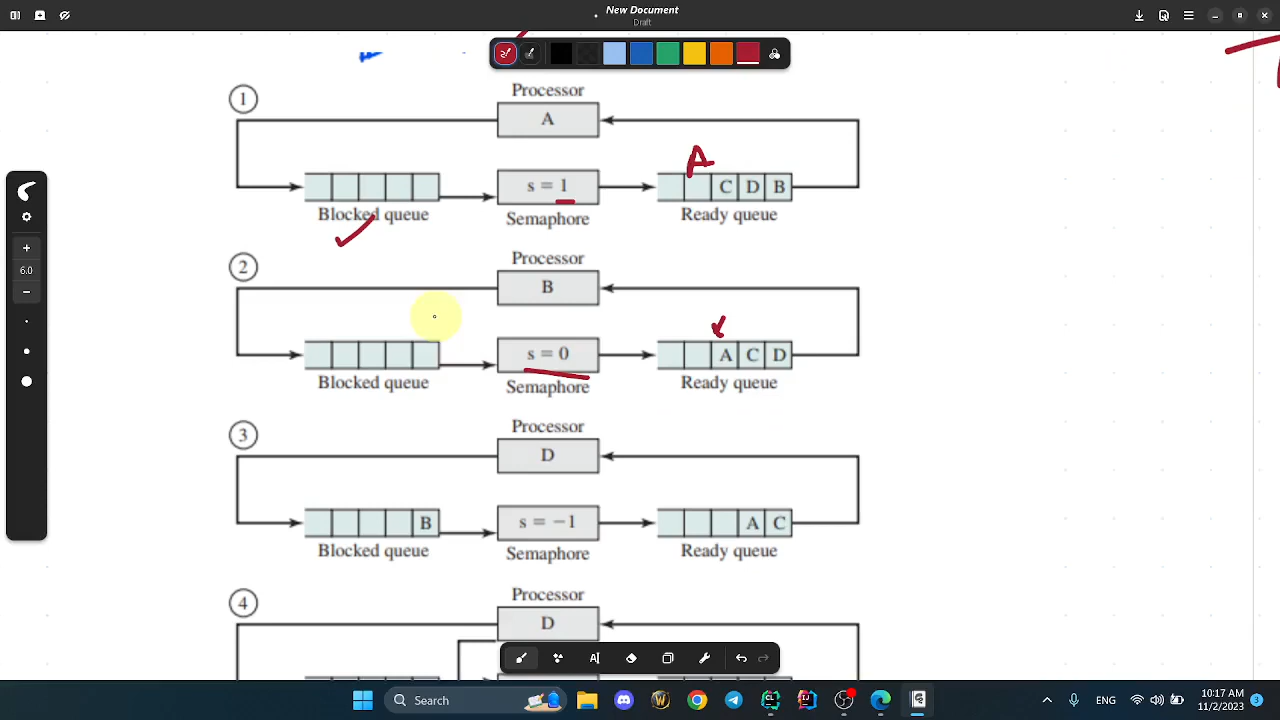 New Document
Draft
1
Processor
A
A
s = 1
C D B
Blocked queue
Semaphore
Ready queue
2
Processor
B
s = 0
A C D
Blocked queue
Semaphore
Ready queue
3
Processor
D
B
s = −1
A C
Blocked queue
Semaphore
Ready queue
4
Processor
D
6.0
Search
ENG
10:17 AM
11/2/2023
3